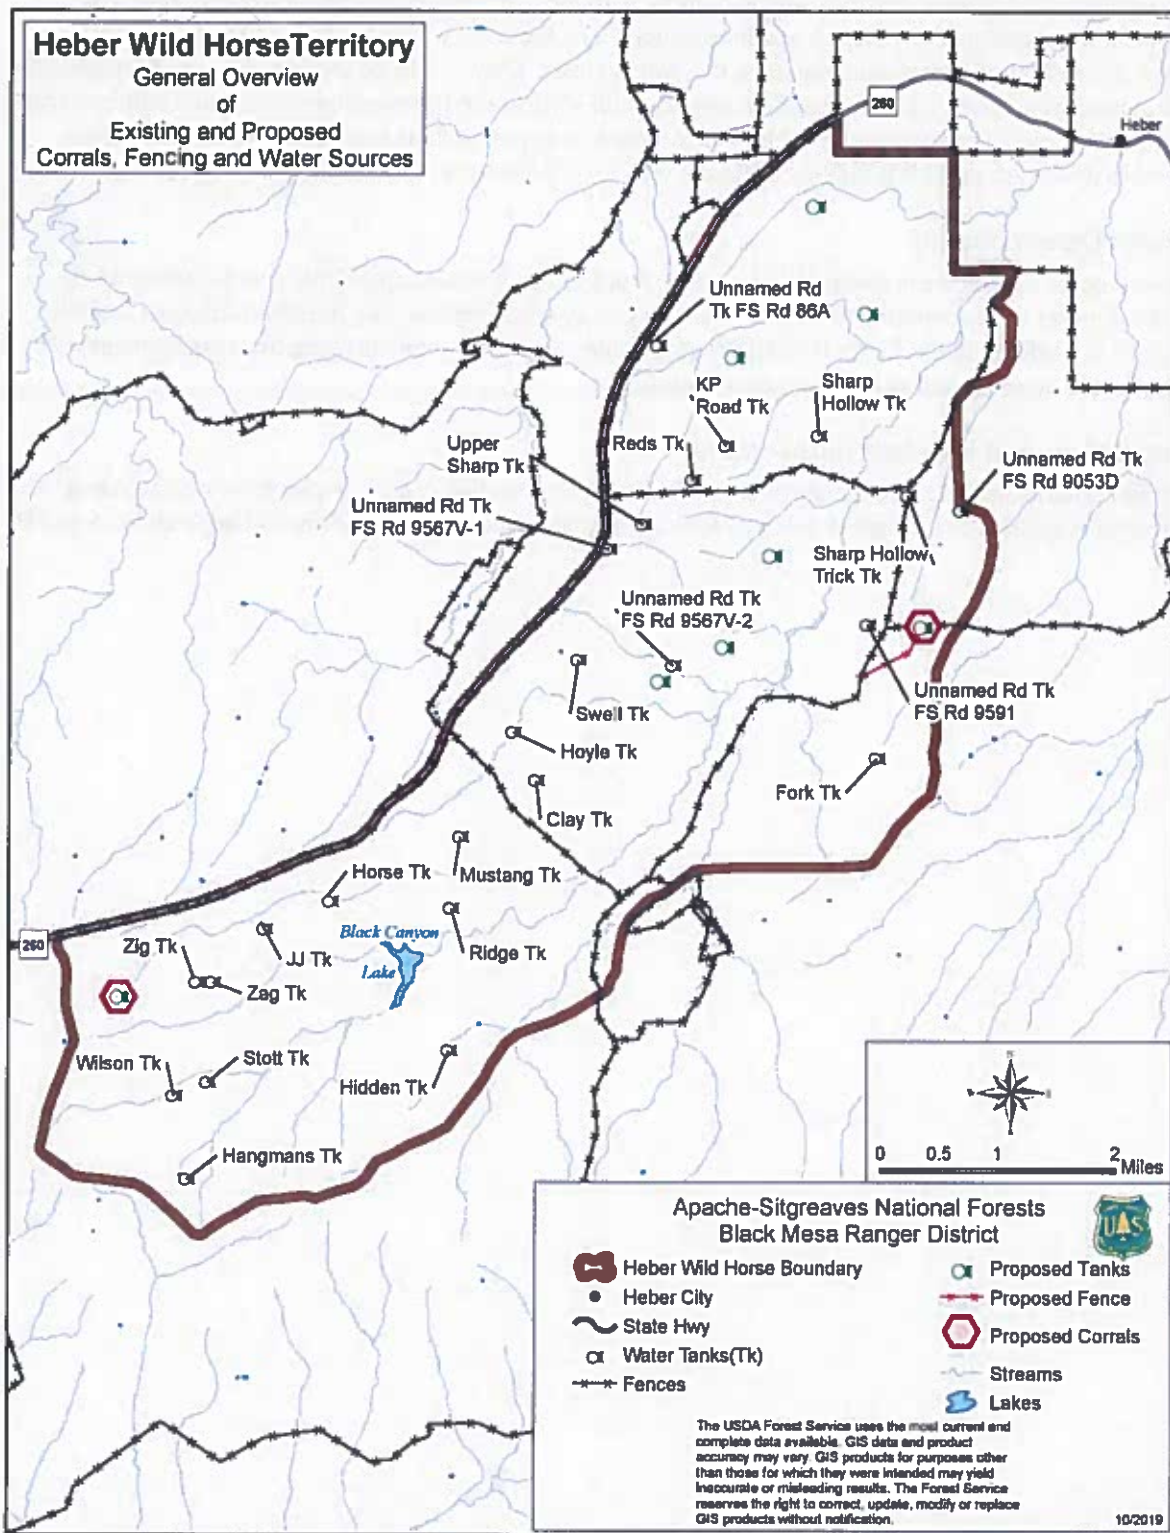 Heber Wild HorseTerritory
General Overview
of
Existing and Proposed
Corrals, Fencing and Water Sources
260
Heber
Unnamed Rd
Tk FS Rd 86A
KP
Road Tk
Sharp
Hollow Tk
Upper
Sharp Tk
Reds Tk
Unnamed Rd Tk
FS Rd 9053D
Unnamed Rd Tk
FS Rd 9567V-1
Sharp Hollow
Trick Tk
Unnamed Rd Tk
FS Rd 9567V-2
Unnamed Rd Tk
FS Rd 9591
Swell Tk
Hoyle Tk
Fork Tk
Clay Tk
Horse Tk
Mustang Tk
260
Zig Tk
JJ Tk
Black Canyon
Lake
Ridge Tk
Zag Tk
Wilson Tk
Stott Tk
Hidden Tk
Hangmans Tk
N
S
0 0.5 1 2
Miles
Apache-Sitgreaves National Forests
Black Mesa Ranger District
U S
Heber Wild Horse Boundary
Heber City
State Hwy
Water Tanks(Tk)
Fences
Proposed Tanks
Proposed Fence
Proposed Corrals
Streams
Lakes
The USDA Forest Service uses the most current and
complete data available. GIS data and product
accuracy may vary. GIS products for purposes other
than those for which they were intended may yield
inaccurate or misleading results. The Forest Service
reserves the right to correct, update, modify or replace
GIS products without notification.
10/2019